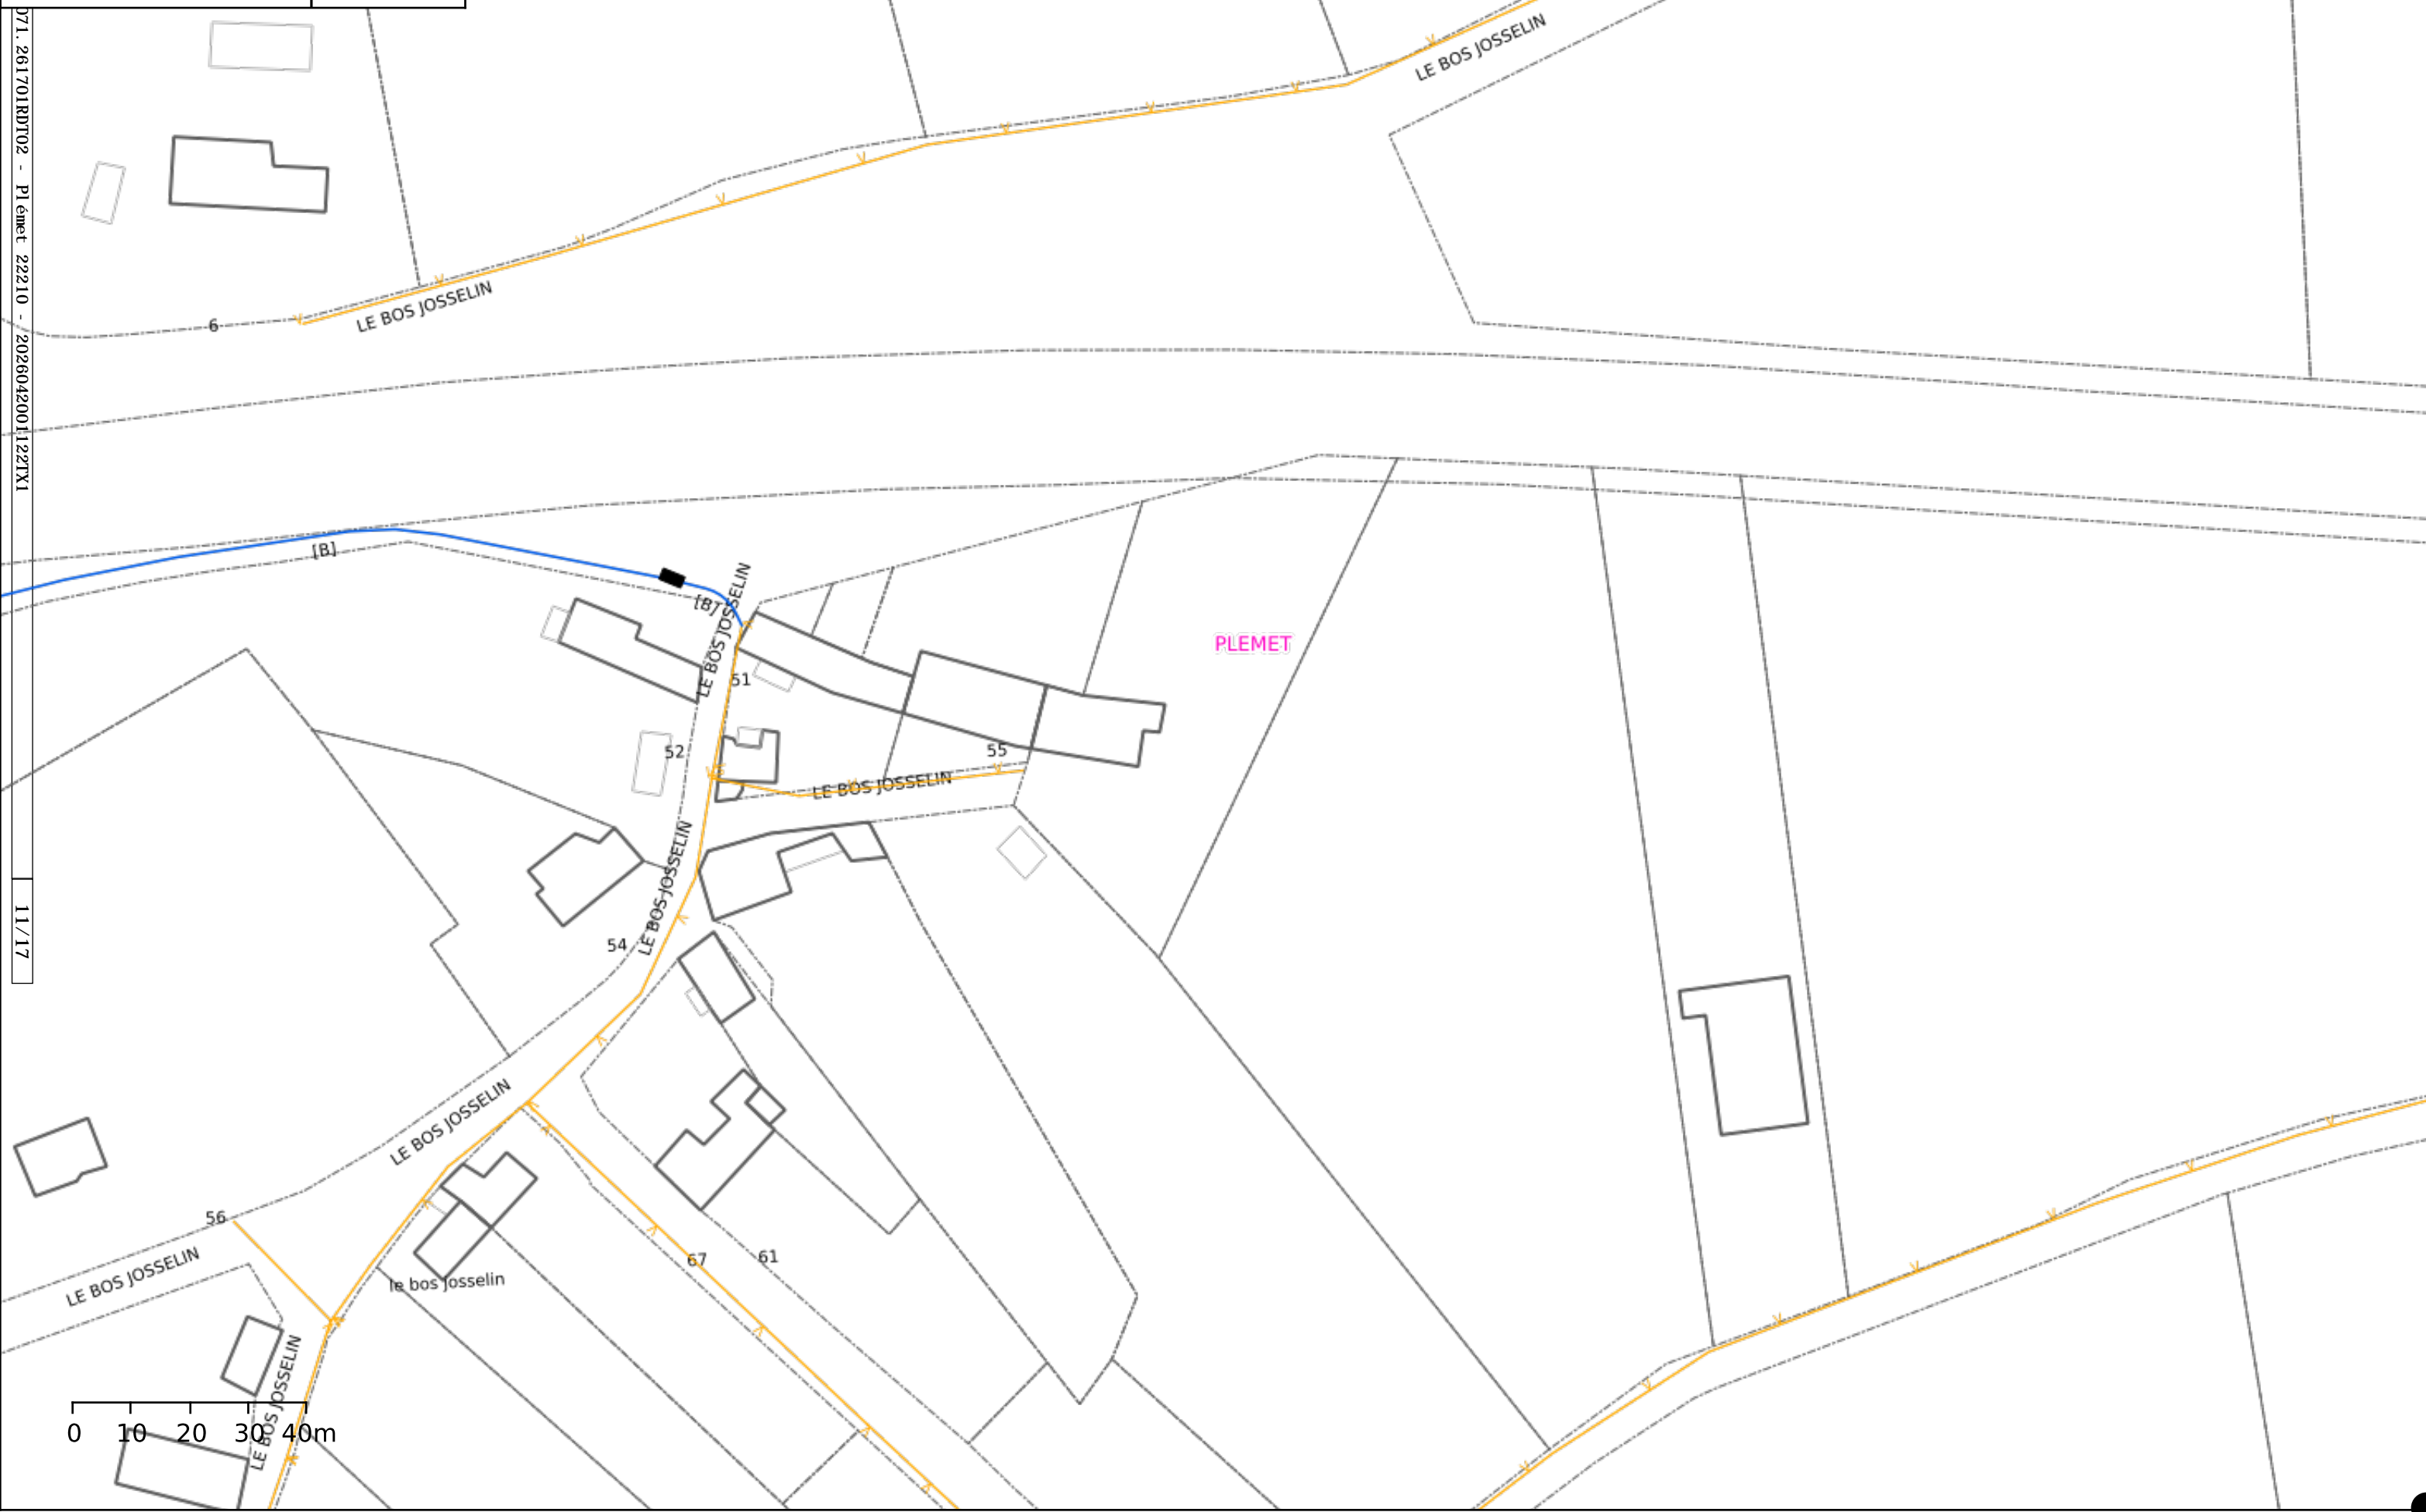 071. 261701RDT02 - Plémet 22210 - 2026042001122TX1
11/17
LE BOS JOSSELIN
LE BOS JOSSELIN
6
[B]
[B]
LE BOS JOSSELIN
PLEMET
51
52
55
LE BOS JOSSELIN
LE BOS JOSSELIN
54
LE BOS JOSSELIN
56
LE BOS JOSSELIN
67
61
le bos josselin
LE BOS JOSSELIN
0 10 20 30 40m